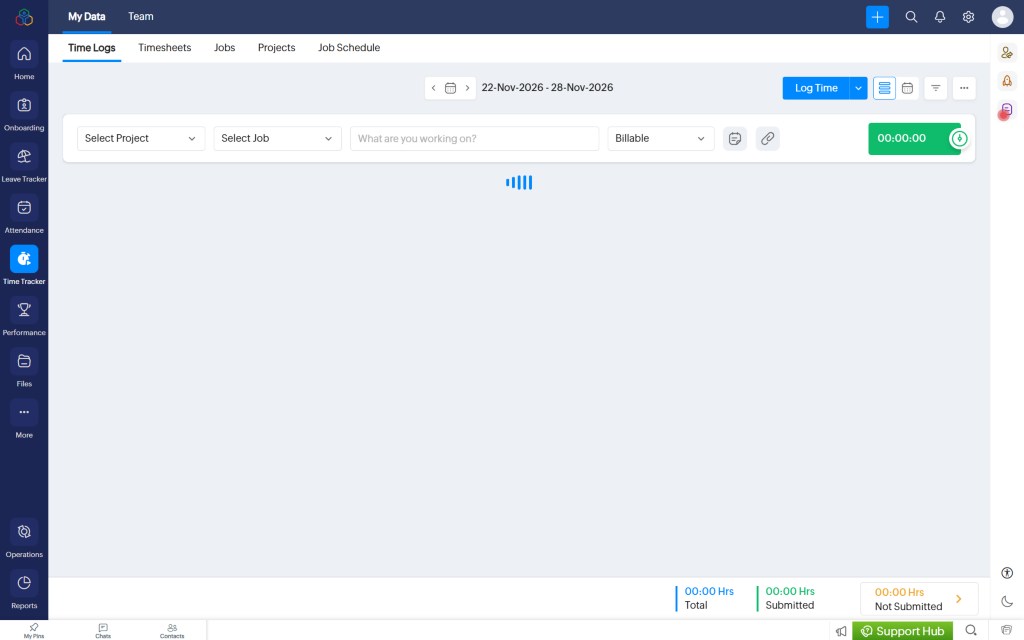 My Data Team
Time Logs Timesheets Jobs Projects Job Schedule
22-Nov-2026 - 28-Nov-2026
Log Time
Select Project Select Job What are you working on? Billable 00:00:00
Home
Onboarding
Leave Tracker
Attendance
Time Tracker
Performance
Files
More
Operations
Reports
00:00 Hrs
Total
00:00 Hrs
Submitted
00:00 Hrs
Not Submitted
My Pins Chats Contacts
Support Hub